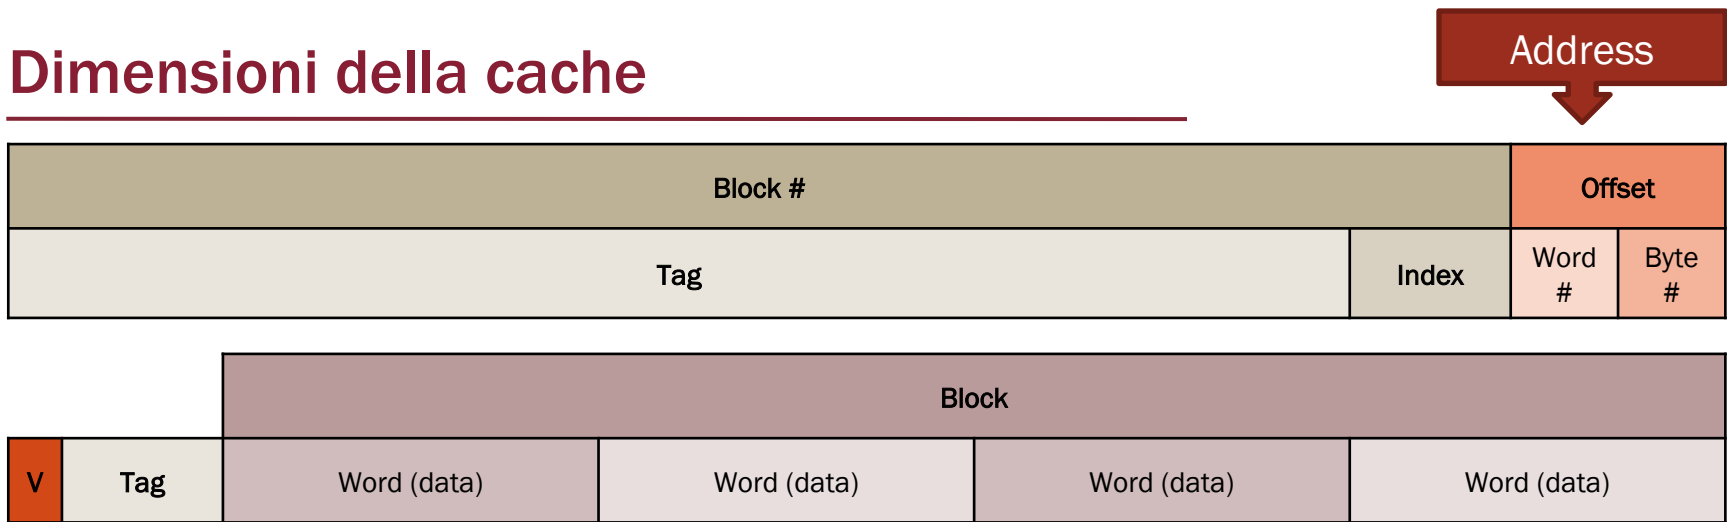 Dimensioni della cache
Address
Block #
Offset
Tag
Index
Word
#
Byte
#
Block
V
Tag
Word (data)
Word (data)
Word (data)
Word (data)